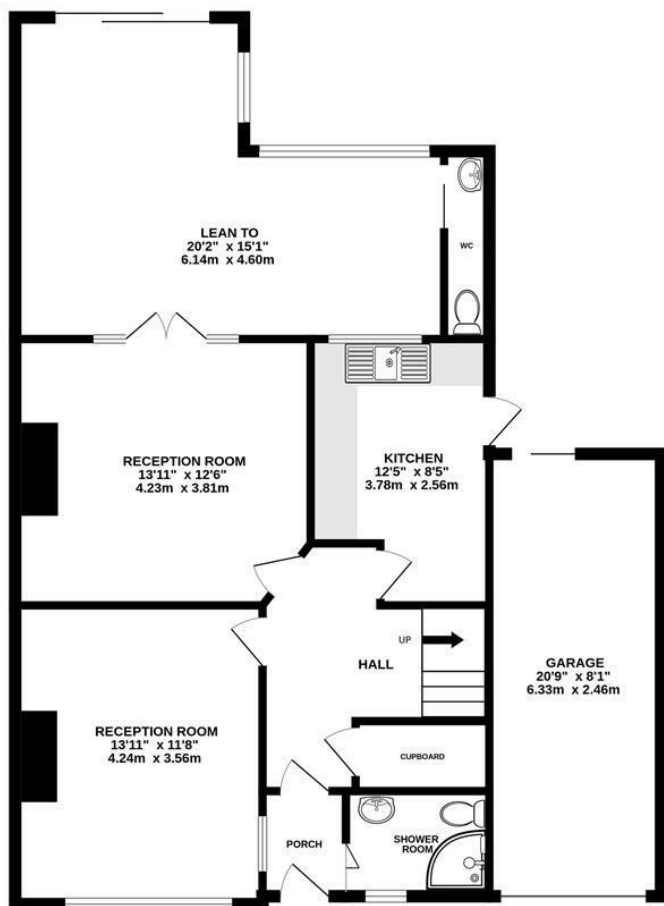 LEAN TO
20'2" x 15'1"
6.14m x 4.60m
WC
RECEPTION ROOM
13'11" x 12'6"
4.23m x 3.81m
KITCHEN
12'5" x 8'5"
3.78m x 2.56m
UP
HALL
GARAGE
20'9" x 8'1"
6.33m x 2.46m
RECEPTION ROOM
13'11" x 11'8"
4.24m x 3.56m
CUPBOARD
PORCH
SHOWER
ROOM